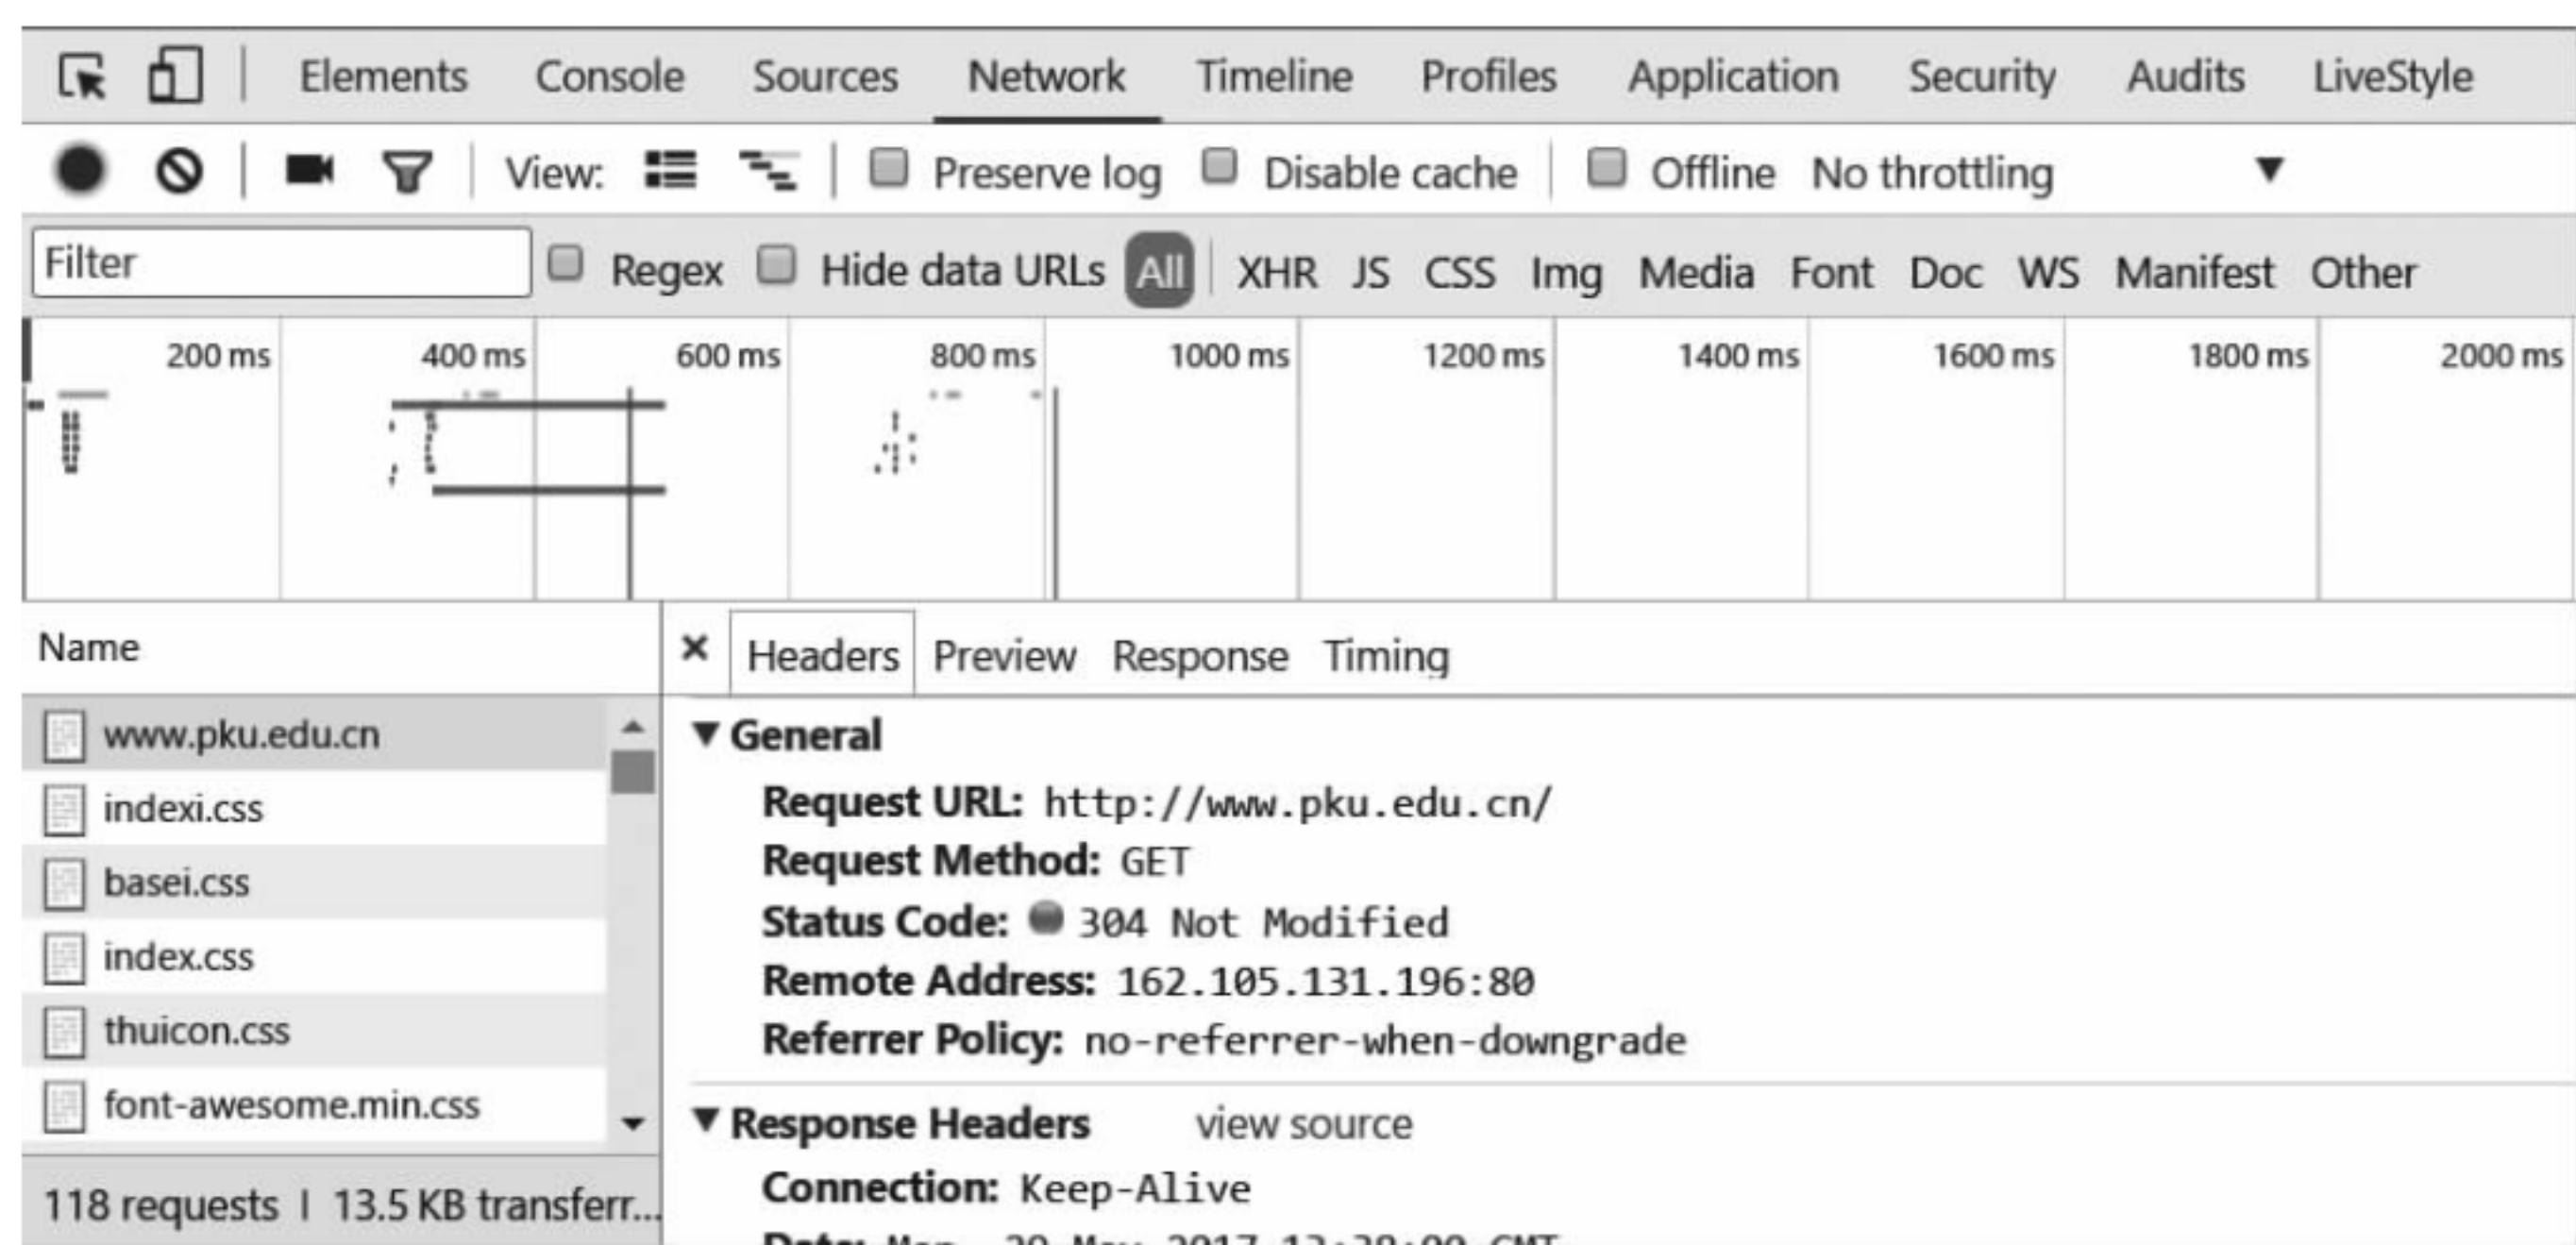 Elements Console Sources Network Timeline Profiles Application Security Audits LiveStyle
View: Preserve log Disable cache Offline No throttling
Filter Regex Hide data URLs All XHR JS CSS Img Media Font Doc WS Manifest Other
200 ms 400 ms 600 ms 800 ms 1000 ms 1200 ms 1400 ms 1600 ms 1800 ms 2000 ms
Name
www.pku.edu.cn
indexi.css
basei.css
index.css
thuicon.css
font-awesome.min.css
118 requests | 13.5 KB transferr...
× Headers Preview Response Timing
General
Request URL: http://www.pku.edu.cn/
Request Method: GET
Status Code: 304 Not Modified
Remote Address: 162.105.131.196:80
Referrer Policy: no-referrer-when-downgrade
Response Headers view source
Connection: Keep-Alive
Date: Mon, 29 May 2017